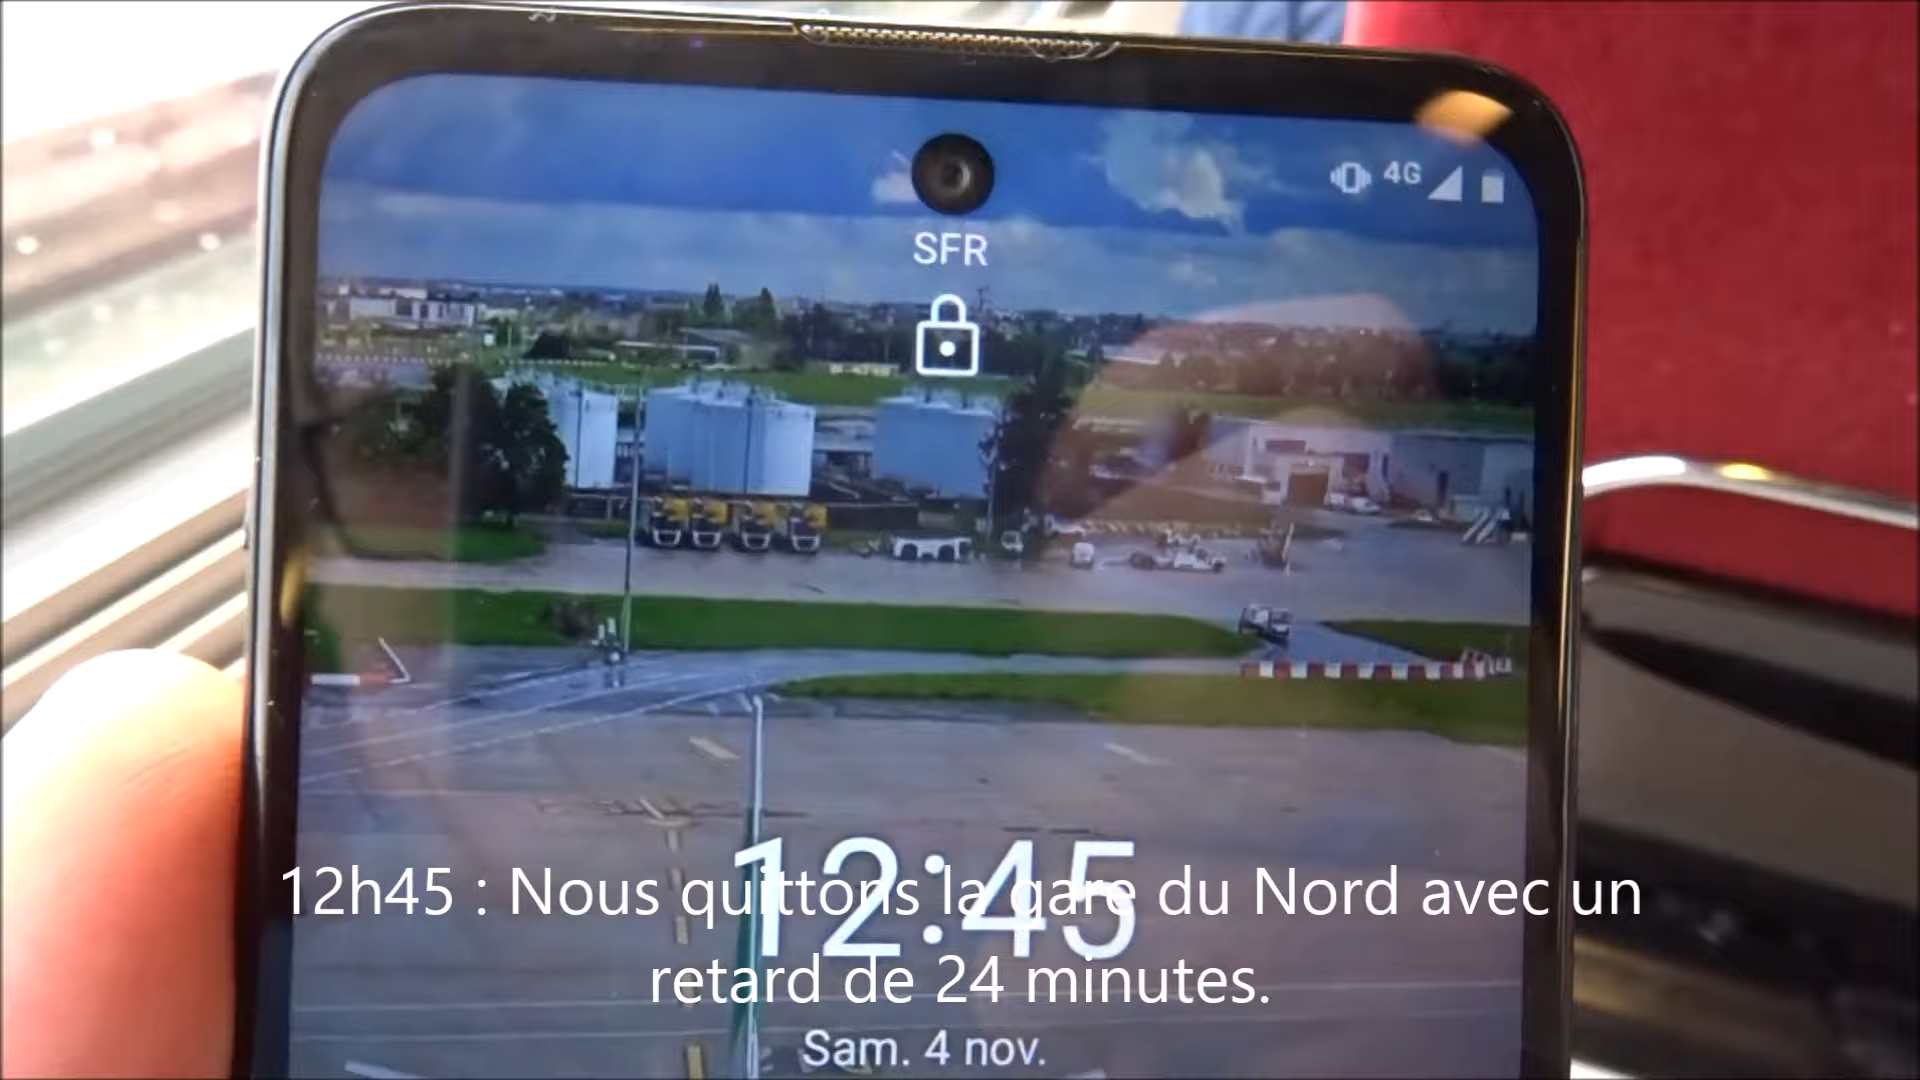 4G
SFR
12:45
12h45 : Nous quittons la gare du Nord avec un
retard de 24 minutes.
Sam. 4 nov.